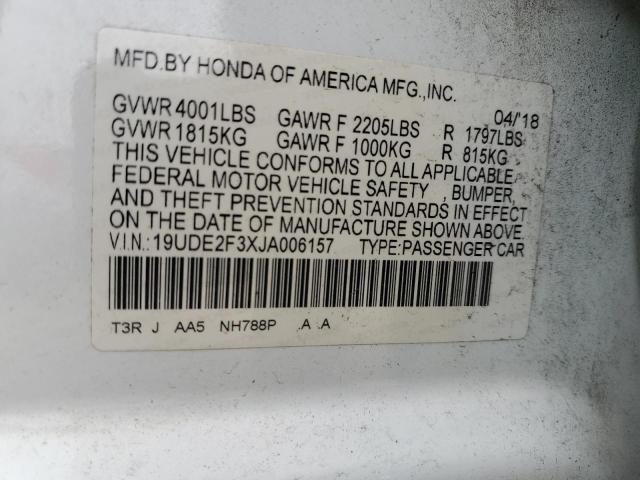 MFD.BY HONDA OF AMERICA MFG.,INC. 04/'18
GVWR 4001LBS GAWR F 2205LBS R 1797LBS
GVWR 1815KG GAWR F 1000KG R 815KG
THIS VEHICLE CONFORMS TO ALL APPLICABLE
FEDERAL MOTOR VEHICLE SAFETY , BUMPER,
AND THEFT PREVENTION STANDARDS IN EFFECT
ON THE DATE OF MANUFACTURE SHOWN ABOVE.
V.I.N.:19UDE2F3XJA006157 TYPE:PASSENGER CAR
T3R J AA5 NH788P A A